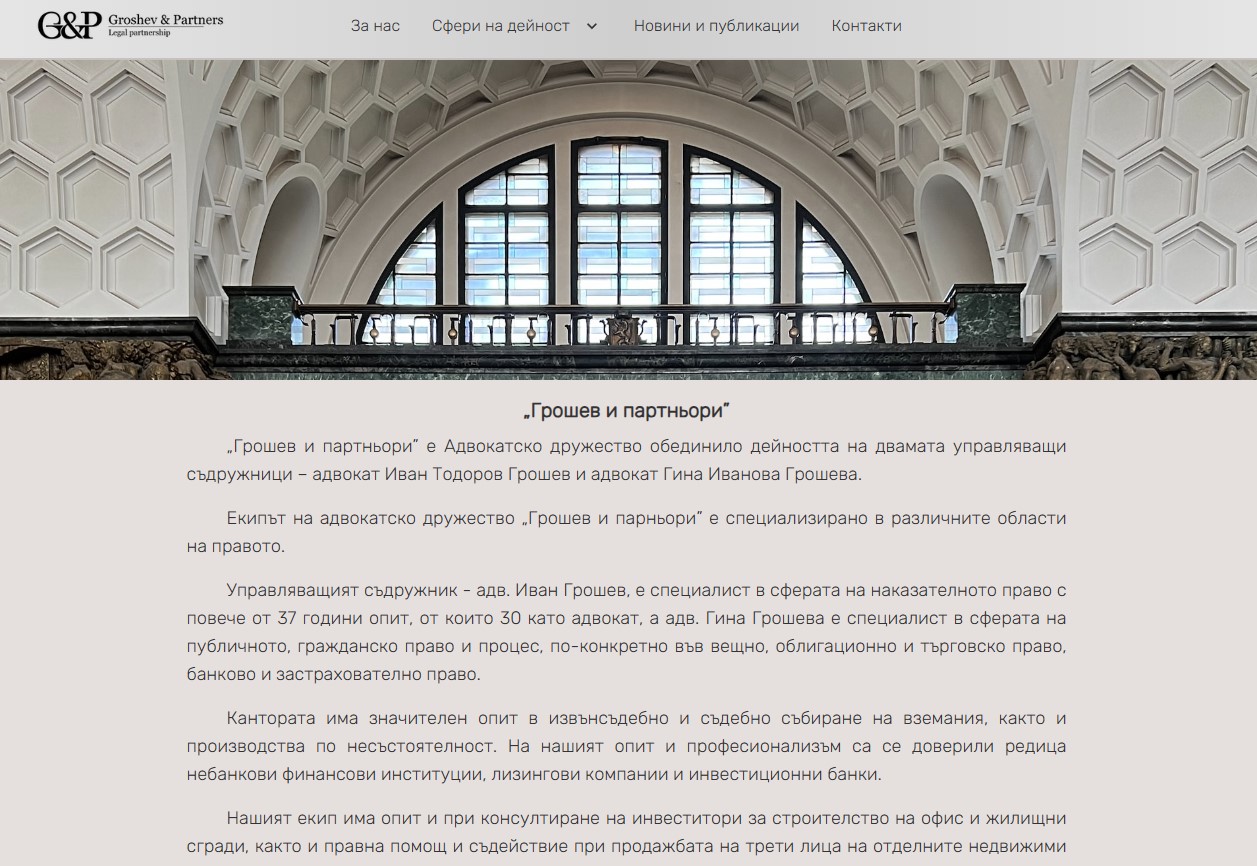 G&P Groshev & Partners
Legal partnership
За нас Сфери на дейност Новини и публикации Контакти
„Грошев и партньори”
„Грошев и партньори” е Адвокатско дружество обединило дейността на двамата управляващи
съдружници – адвокат Иван Тодоров Грошев и адвокат Гина Иванова Грошева.
Екипът на адвокатско дружество „Грошев и парньори” е специализирано в различните области
на правото.
Управляващият съдружник - адв. Иван Грошев, е специалист в сферата на наказателното право с
повече от 37 години опит, от които 30 като адвокат, а адв. Гина Грошева е специалист в сферата на
публичното, гражданско право и процес, по-конкретно във вещно, облигационно и търговско право,
банково и застрахователно право.
Кантората има значителен опит в извънсъдебно и съдебно събиране на вземания, както и
производства по несъстоятелност. На нашият опит и професионализъм са се доверили редица
небанкови финансови институции, лизингови компании и инвестиционни банки.
Нашият екип има опит и при консултиране на инвеститори за строителство на офис и жилищни
сгради, както и правна помощ и съдействие при продажбата на трети лица на отделните недвижими